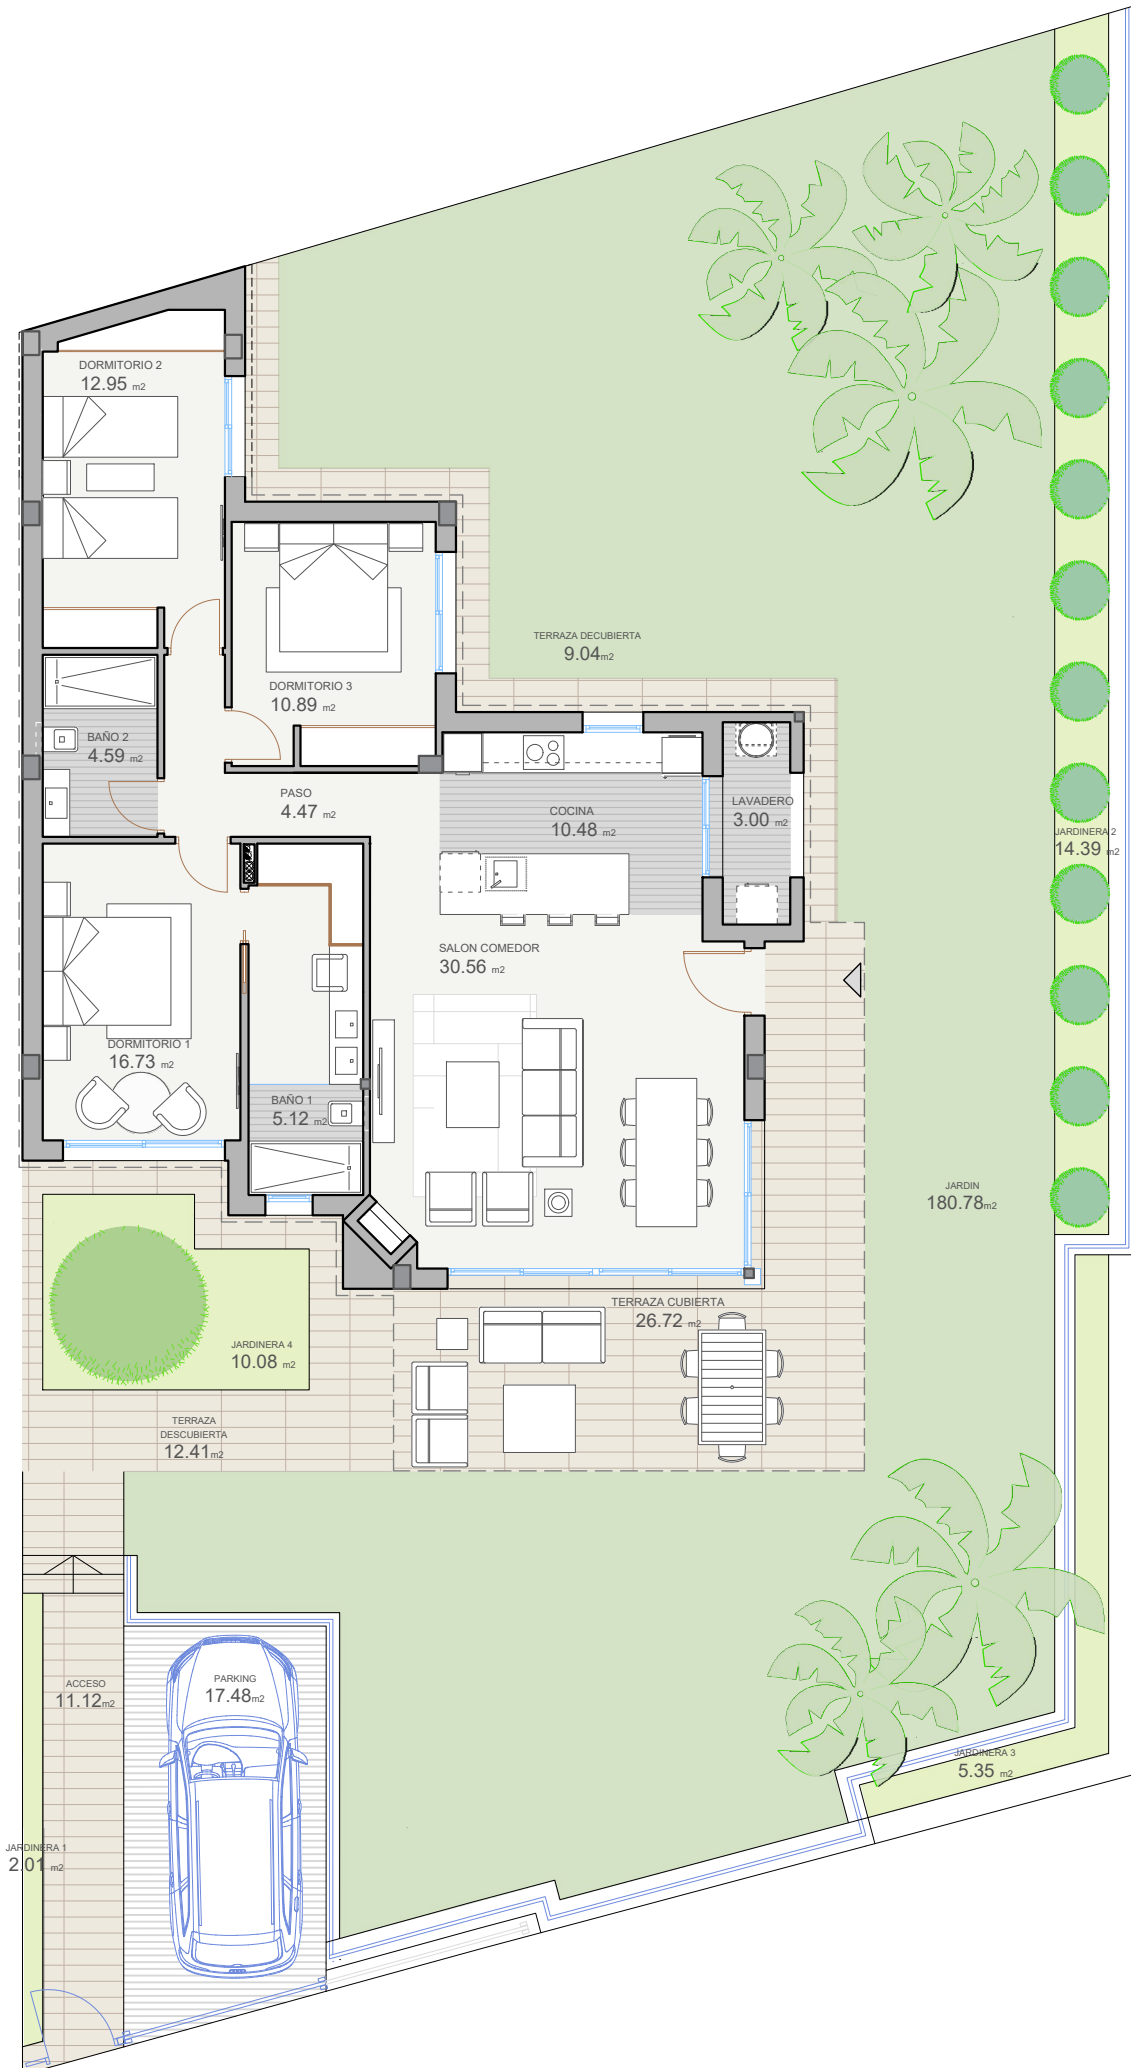 DORMITORIO 2
12.95 m2
TERRAZA DECUBIERTA
9.04m2
DORMITORIO 3
10.89 m2
BAÑO 2
4.59 m2
PASO
4.47 m2
COCINA
10.48 m2
LAVADERO
3.00 m2
JARDINERA 2
14.39 m2
SALON COMEDOR
30.56 m2
DORMITORIO 1
16.73 m2
BAÑO 1
5.12 m2
JARDIN
180.78m2
TERRAZA CUBIERTA
26.72 m2
JARDINERA 4
10.08 m2
TERRAZA
DESCUBIERTA
12.41m2
ACCESO
11.12m2
PARKING
17.48m2
JARDINERA 3
5.35 m2
JARDINERA 1
2.01 m2